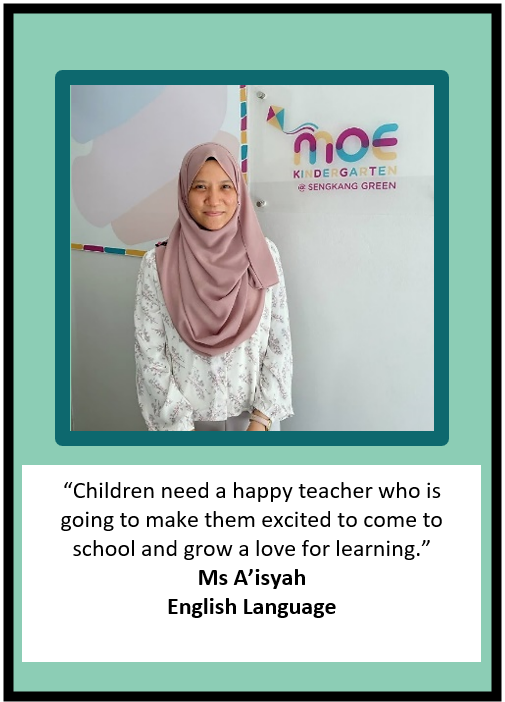 MOE
KINDERGARTEN
@ SENGKANG GREEN
“Children need a happy teacher who is
going to make them excited to come to
school and grow a love for learning.”
Ms A’isyah
English Language